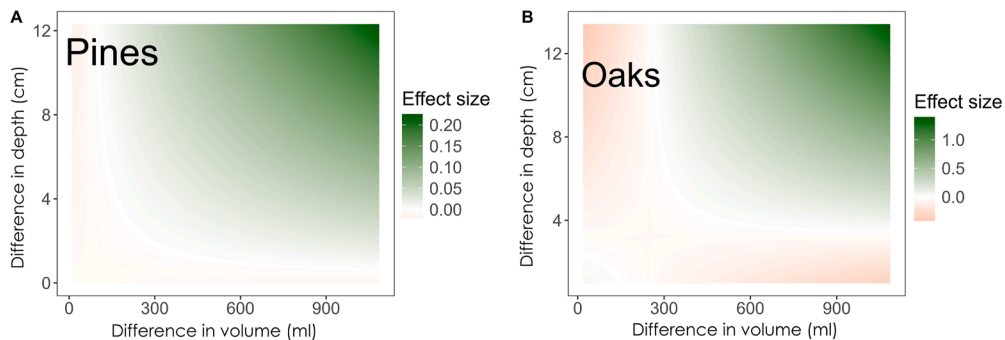 A
Pines
12
8
4
0
Difference in depth (cm)
0 300 600 900
Difference in volume (ml)
Effect size
0.20
0.15
0.10
0.05
0.00
B
Oaks
12
8
4
Difference in depth (cm)
0 300 600 900
Difference in volume (ml)
Effect size
1.0
0.5
0.0